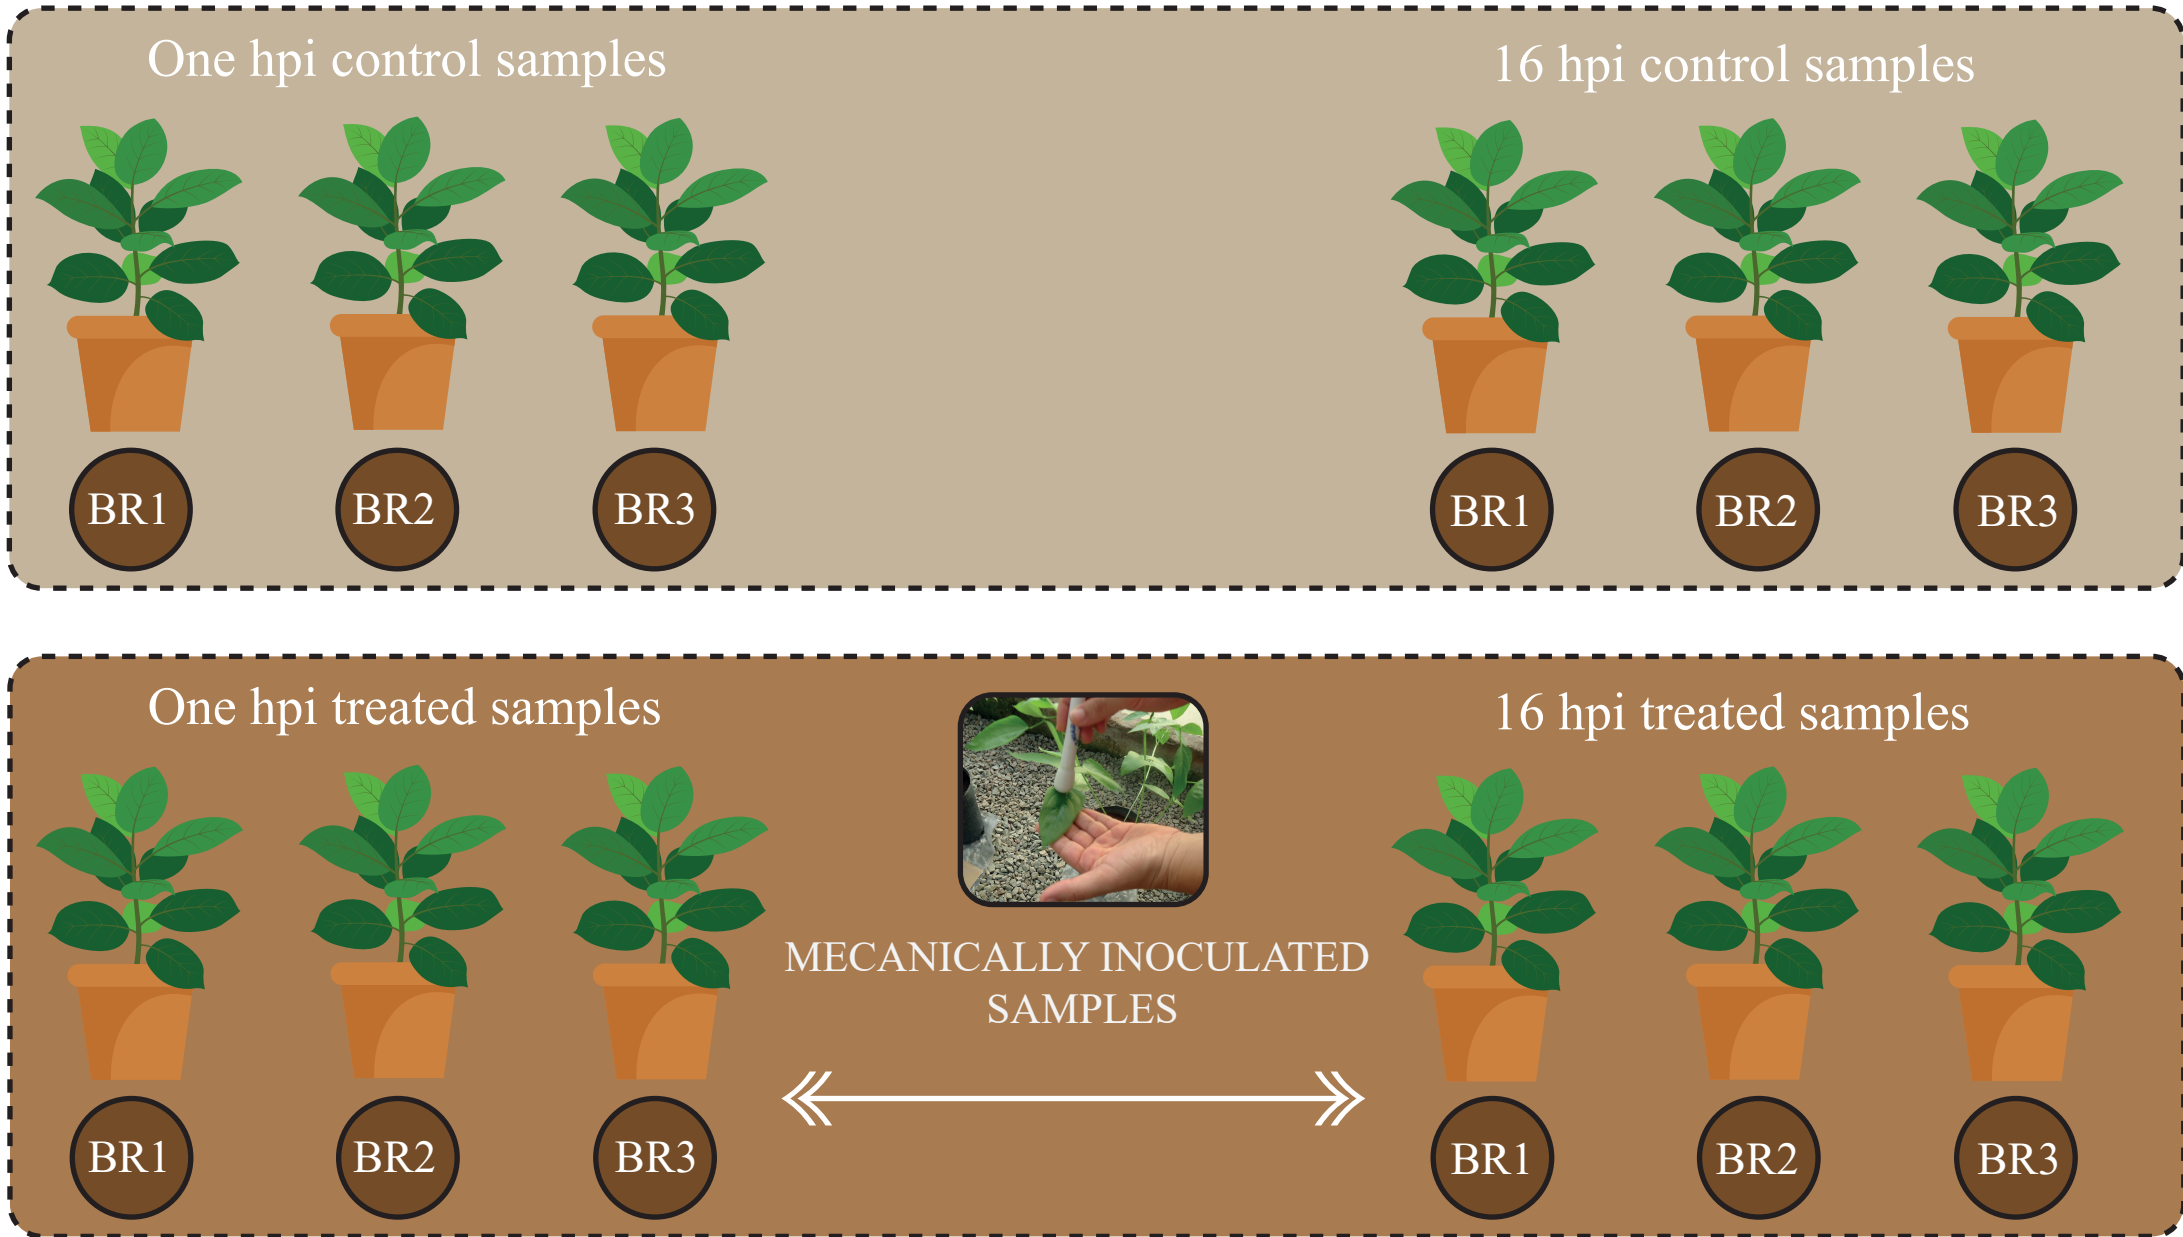 One hpi control samples
16 hpi control samples
BR1
BR2
BR3
BR1
BR2
BR3
One hpi treated samples
16 hpi treated samples
MECANICALLY INOCULATED
SAMPLES
BR1
BR2
BR3
BR1
BR2
BR3